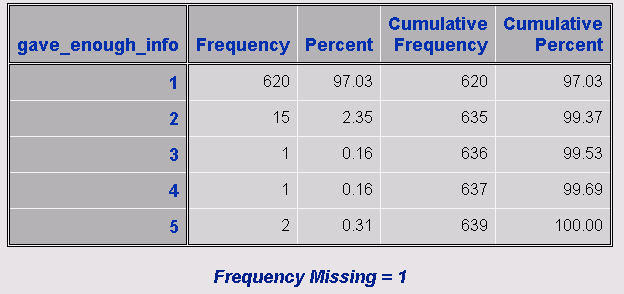 Cumulative Cumulative
gave_enough_info Frequency Percent Frequency Percent
1 620 97.03 620 97.03
2 15 2.35 635 99.37
3 1 0.16 636 99.53
4 1 0.16 637 99.69
5 2 0.31 639 100.00
Frequency Missing = 1